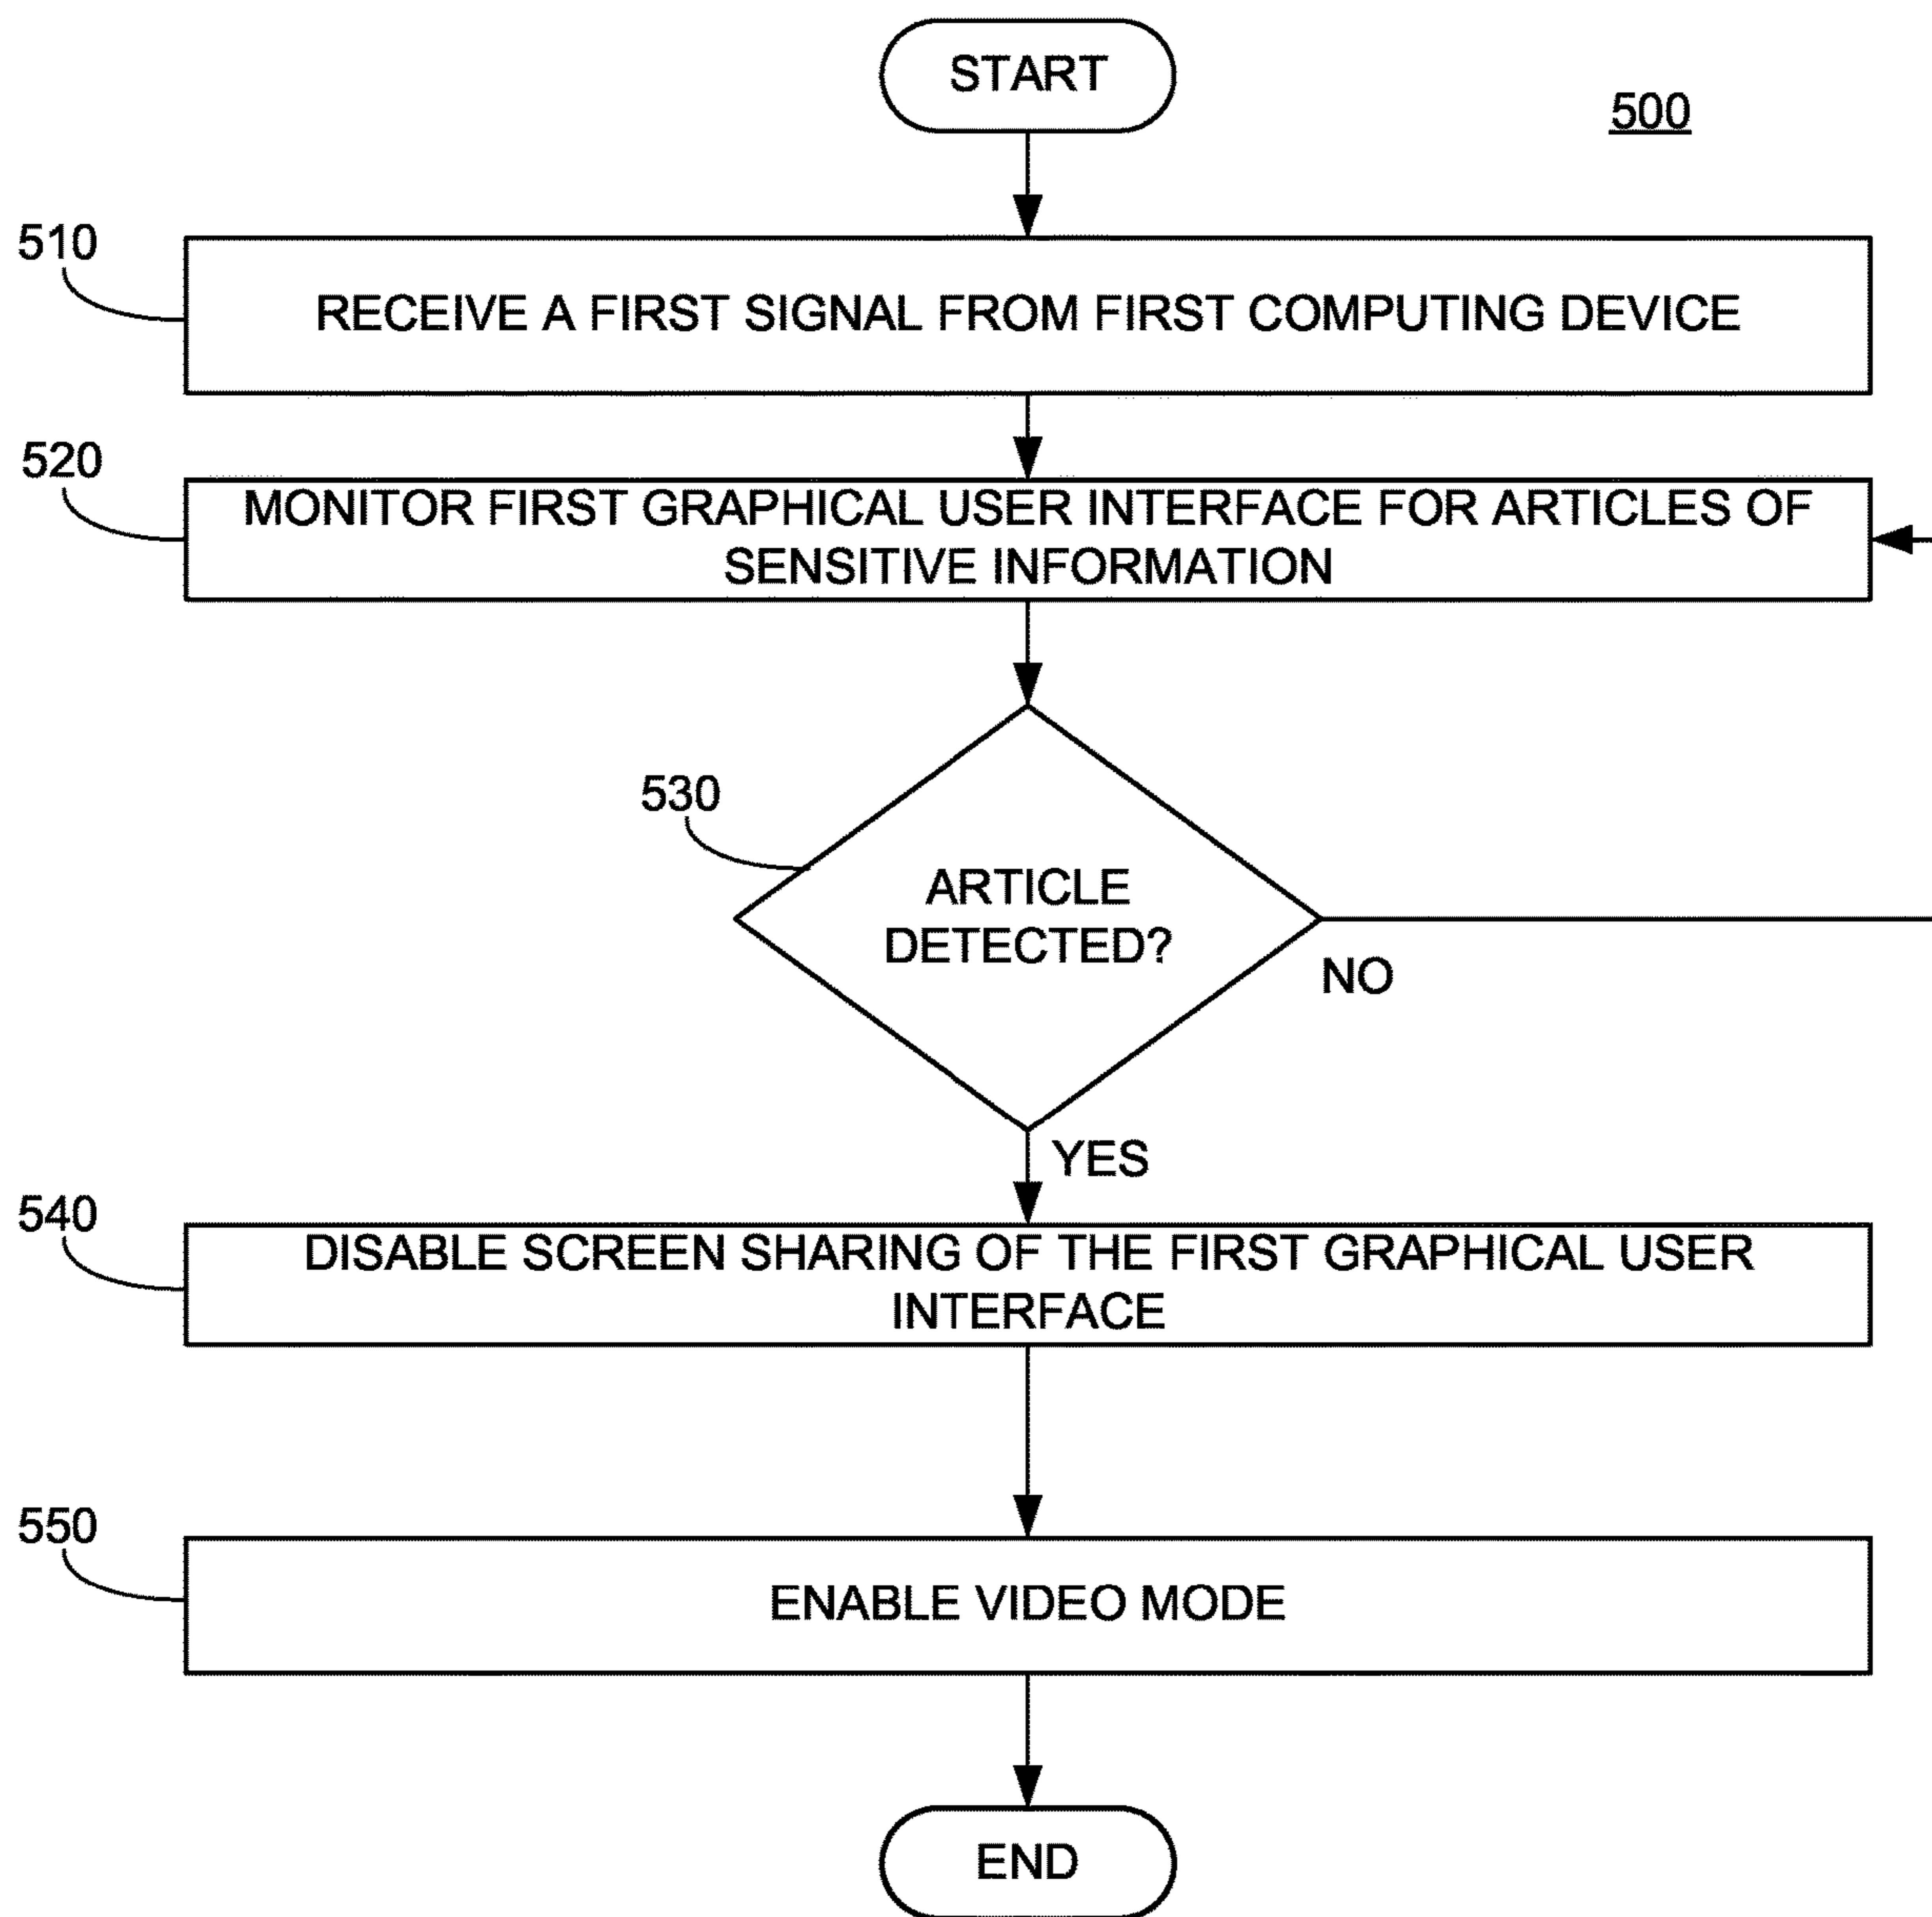 START
500
510
RECEIVE A FIRST SIGNAL FROM FIRST COMPUTING DEVICE
520
MONITOR FIRST GRAPHICAL USER INTERFACE FOR ARTICLES OF
SENSITIVE INFORMATION
530
ARTICLE
DETECTED?
NO
YES
540
DISABLE SCREEN SHARING OF THE FIRST GRAPHICAL USER
INTERFACE
550
ENABLE VIDEO MODE
END